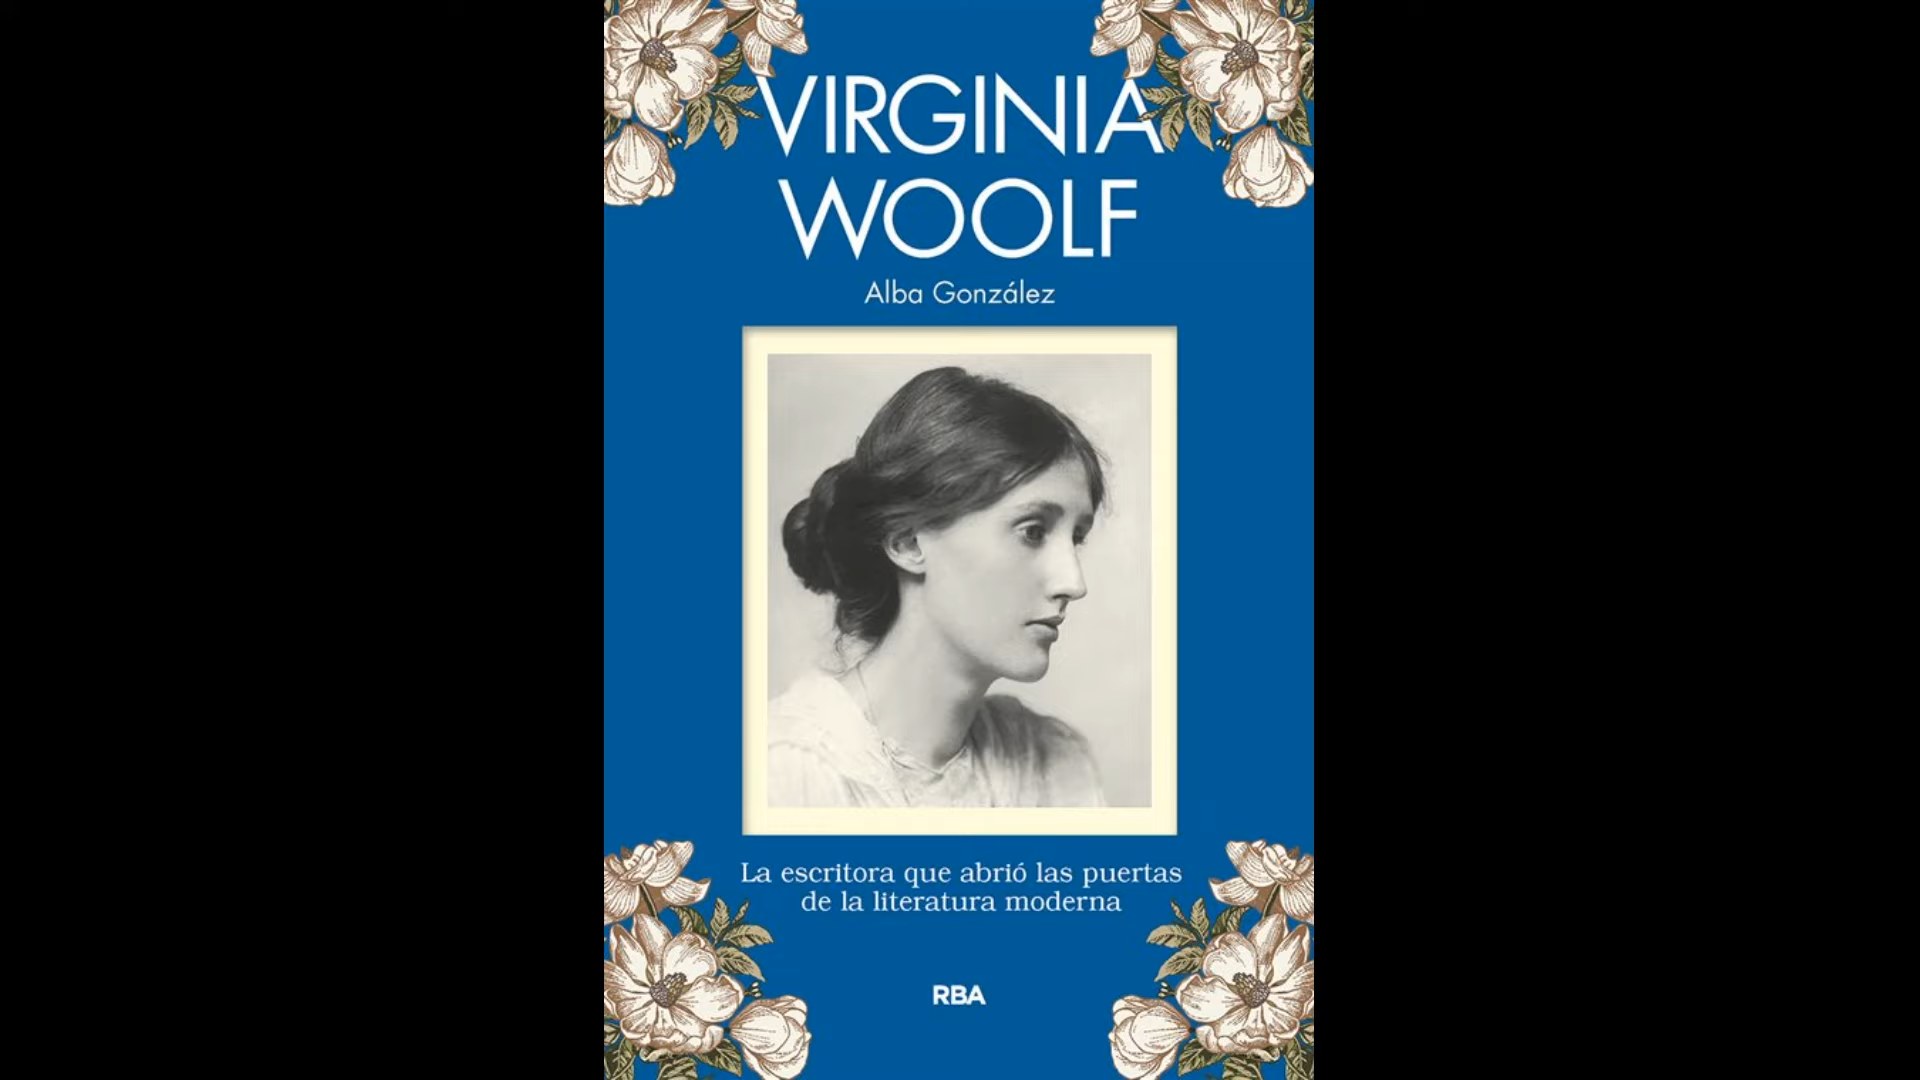 VIRGINIA
WOOLF
Alba González
La escritora que abrió las puertas
de la literatura moderna
RBA